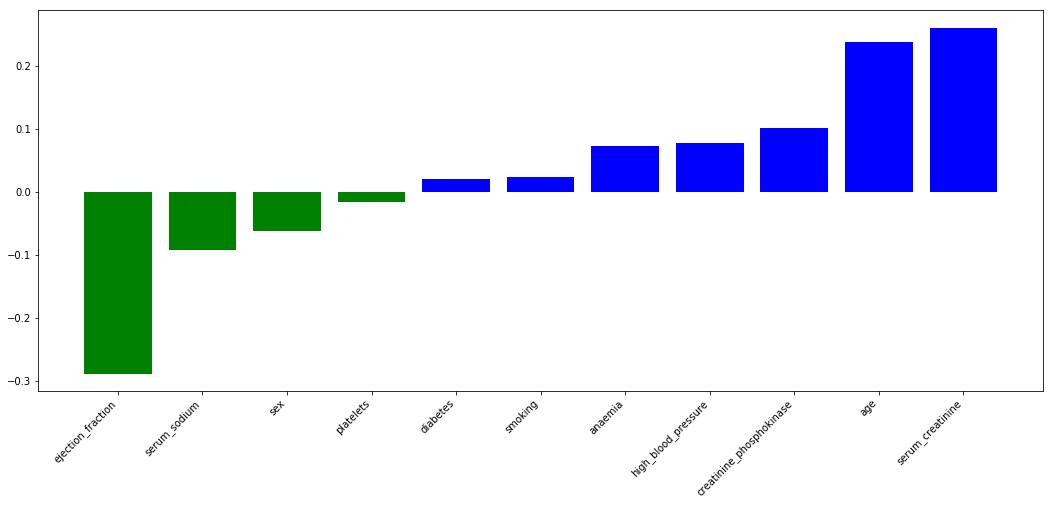 0.2
0.1
0.0
−0.1
−0.2
−0.3
ejection_fraction
serum_sodium
sex
platelets
diabetes
smoking
anaemia
high_blood_pressure
creatinine_phosphokinase
age
serum_creatinine